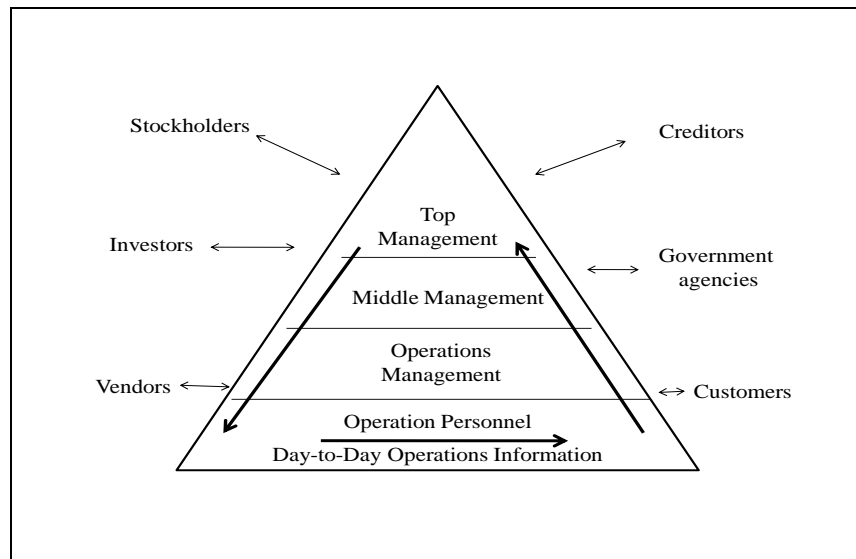 Stockholders
Creditors
Top
Management
Investors
Government
agencies
Middle Management
Operations
Management
Vendors
Customers
Operation Personnel
Day-to-Day Operations Information